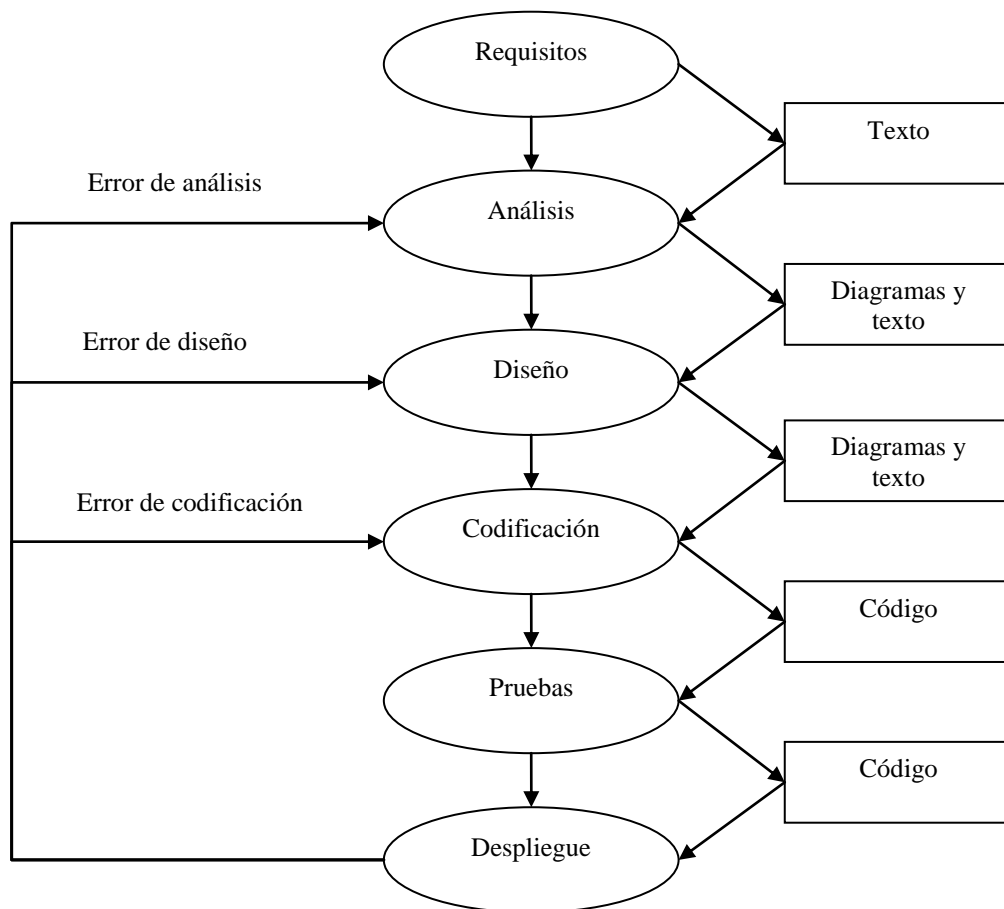 Requisitos
Texto
Error de análisis
Análisis
Diagramas y
texto
Error de diseño
Diseño
Diagramas y
texto
Error de codificación
Codificación
Código
Pruebas
Código
Despliegue